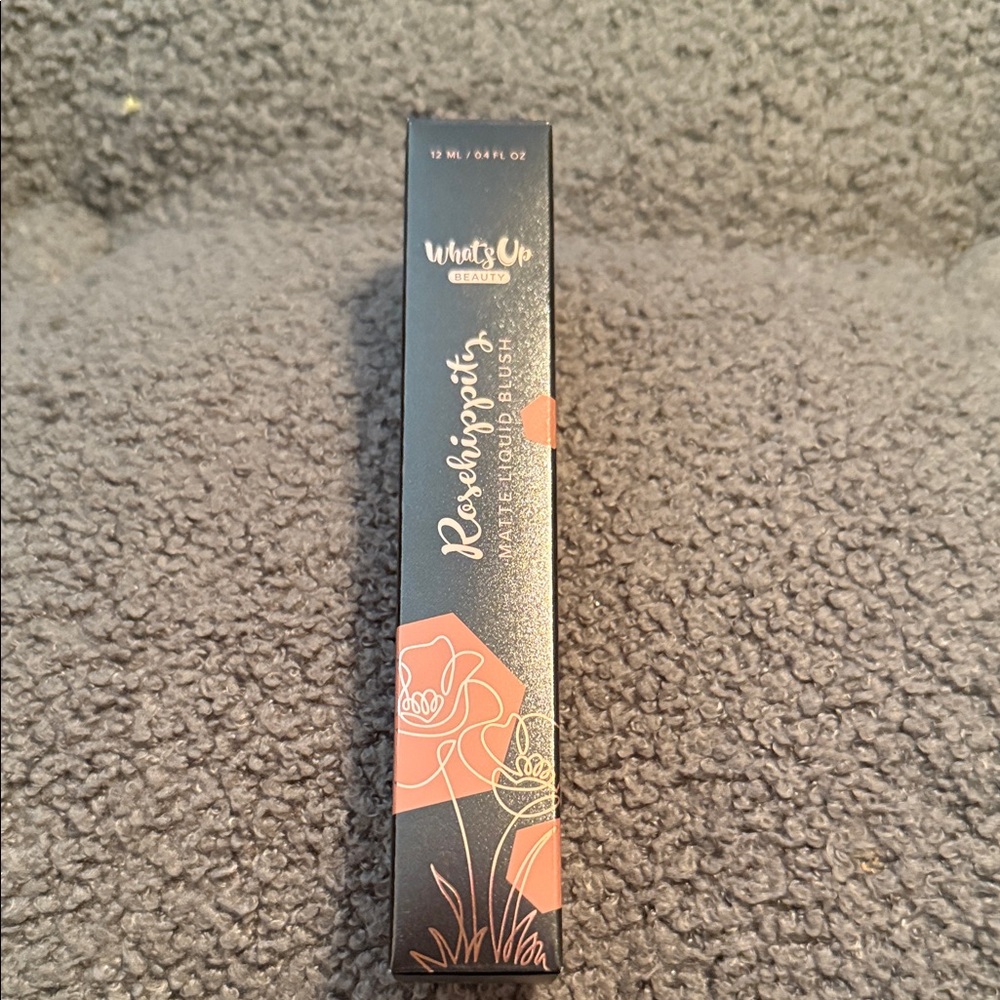 12 ML / 0.4 FL OZ
What's Up
BEAUTY
Rosehippity
MATTE LIQUID BLUSH